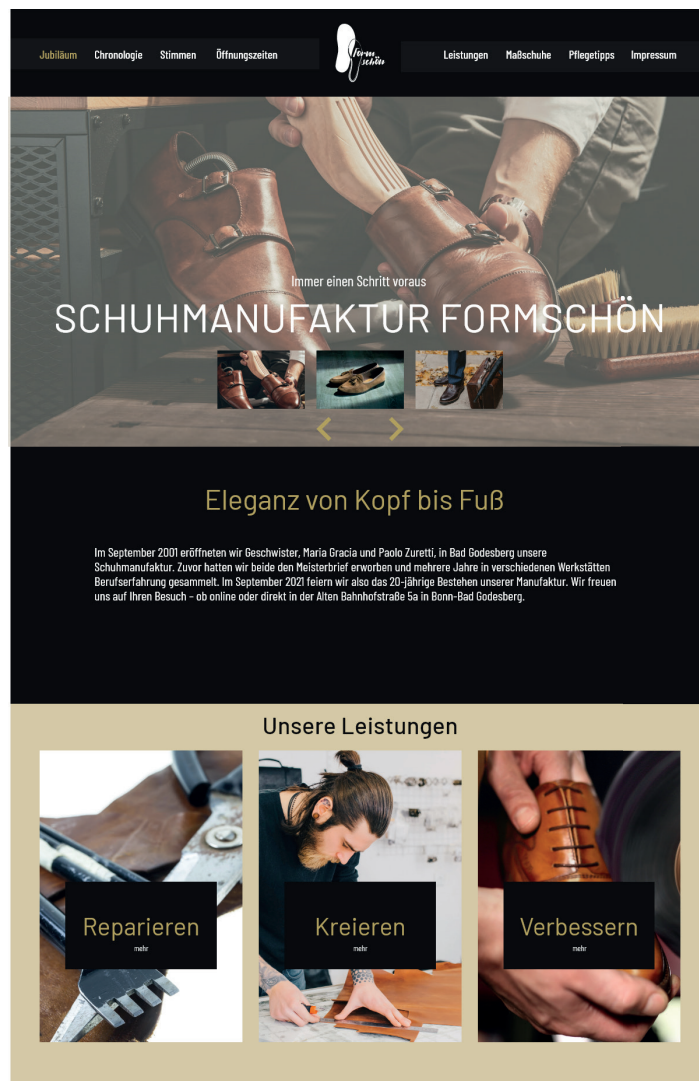 Jubiläum Chronologie Stimmen Öffnungszeiten
form
schön
Leistungen Maßschuhe Pflegetipps Impressum
Immer einen Schritt voraus
SCHUHMANUFAKTUR FORMSCHÖN
Eleganz von Kopf bis Fuß
Im September 2001 eröffneten wir Geschwister, Maria Gracia und Paolo Zuretti, in Bad Godesberg unsere
Schuhmanufaktur. Zuvor hatten wir beide den Meisterbrief erworben und mehrere Jahre in verschiedenen Werkstätten
Berufserfahrung gesammelt. Im September 2021 feiern wir also das 20-jährige Bestehen unserer Manufaktur. Wir freuen
uns auf Ihren Besuch – ob online oder direkt in der Alten Bahnhofstraße 5a in Bonn-Bad Godesberg.
Unsere Leistungen
Reparieren
mehr
Kreieren
mehr
Verbessern
mehr